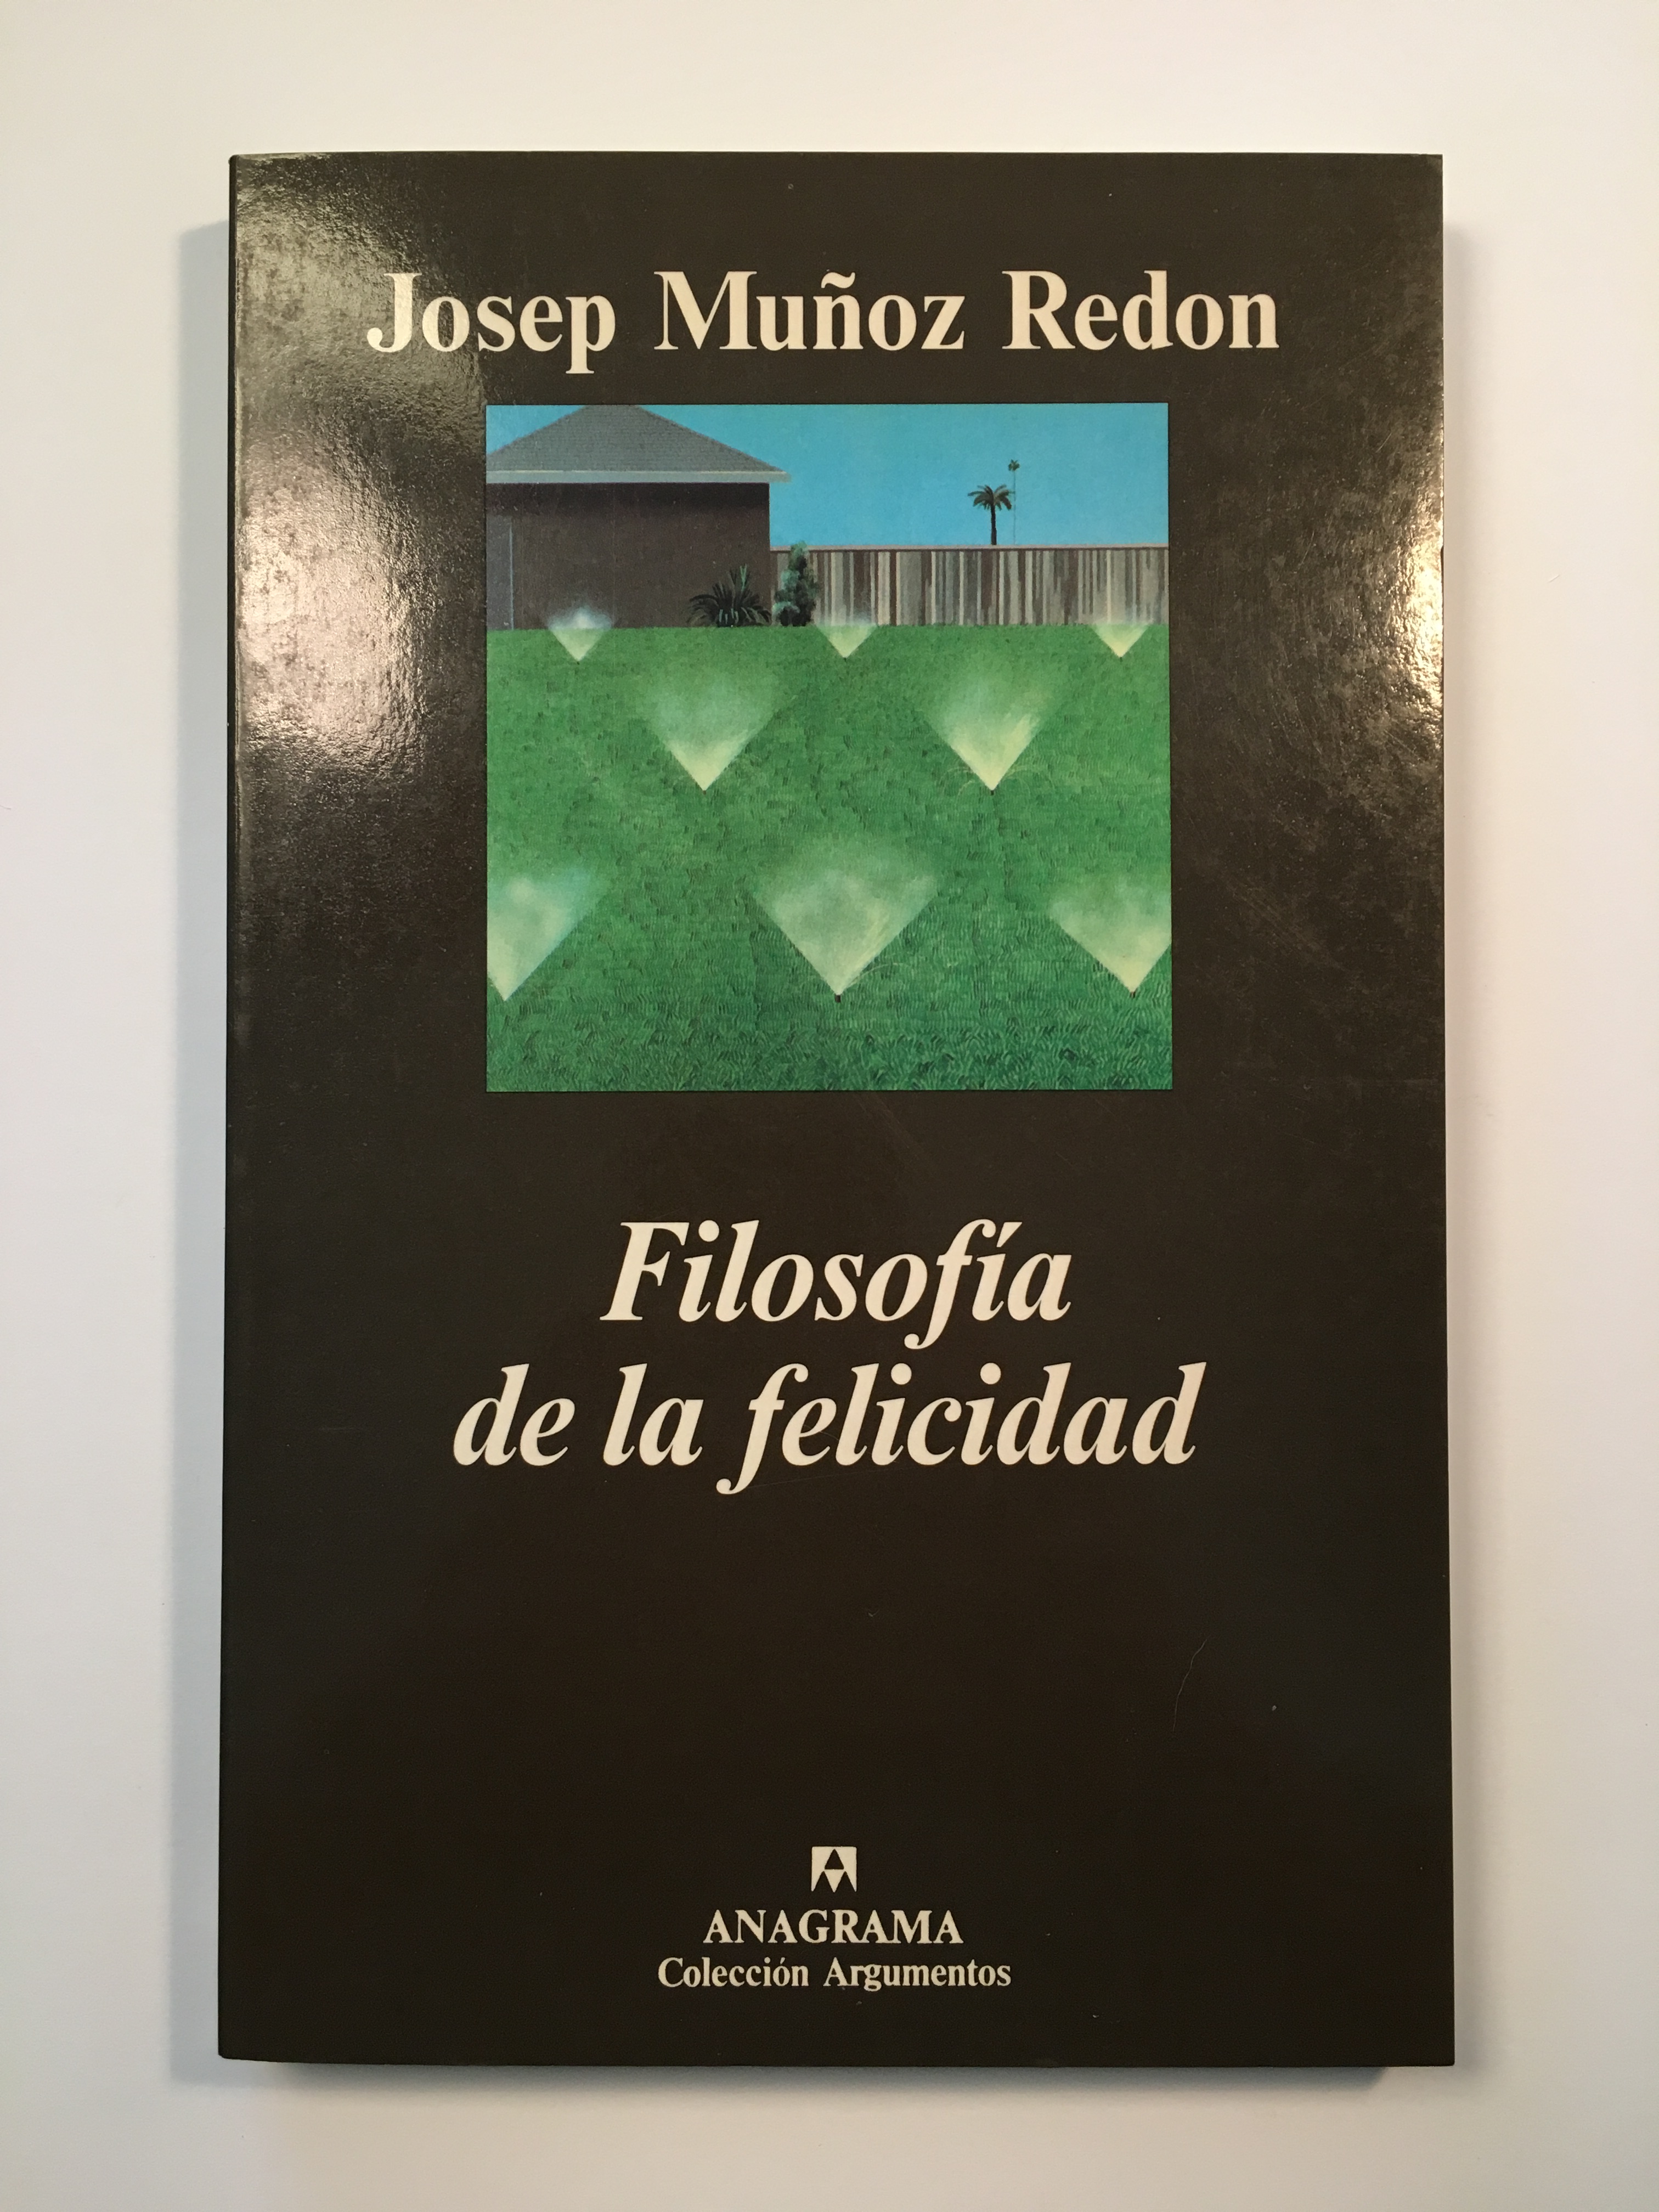 Josep Muñoz Redon
Filosofía
de la felicidad
ANAGRAMA
Colección Argumentos